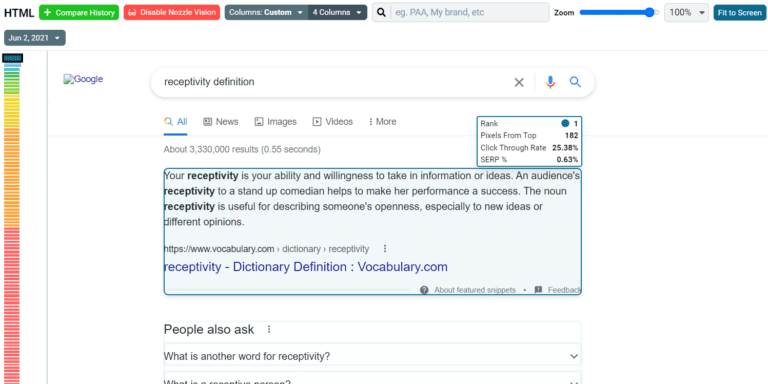 HTML + Compare History Disable Nozzle Vision Columns: Custom 4 Columns eg. PAA, My brand, etc Zoom 100% Fit to Screen
Jun 2, 2021
Google
receptivity definition
All News Images Videos More
About 3,330,000 results (0.55 seconds)
Rank 1
Pixels From Top 182
Click Through Rate 25.38%
SERP % 0.63%
Your receptivity is your ability and willingness to take in information or ideas. An audience's
receptivity to a stand up comedian helps to make her performance a success. The noun
receptivity is useful for describing someone's openness, especially to new ideas or
different opinions.
https://www.vocabulary.com › dictionary › receptivity
receptivity - Dictionary Definition : Vocabulary.com
About featured snippets • Feedback
People also ask
What is another word for receptivity?
What is a receptive person?